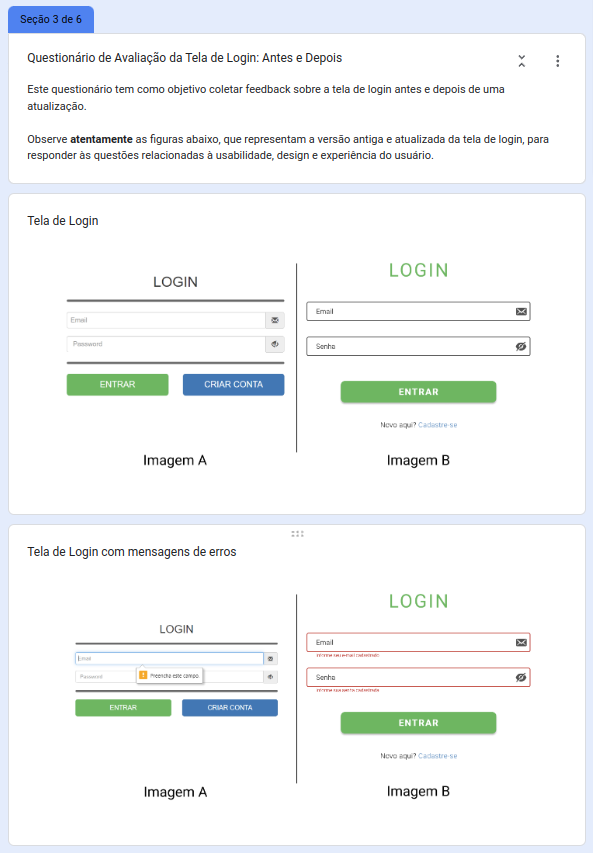 Seção 3 de 6
Questionário de Avaliação da Tela de Login: Antes e Depois
Este questionário tem como objetivo coletar feedback sobre a tela de login antes e depois de uma
atualização.
Observe atentamente as figuras abaixo, que representam a versão antiga e atualizada da tela de login, para
responder às questões relacionadas à usabilidade, design e experiência do usuário.
Tela de Login
LOGIN
Email
Password
ENTRAR CRIAR CONTA
Imagem A
LOGIN
Email
Senha
ENTRAR
Novo aqui? Cadastre-se
Imagem B
Tela de Login com mensagens de erros
LOGIN
Email
Preencha este campo.
Password
ENTRAR CRIAR CONTA
Imagem A
LOGIN
Email
Senha
ENTRAR
Novo aqui? Cadastre-se
Imagem B